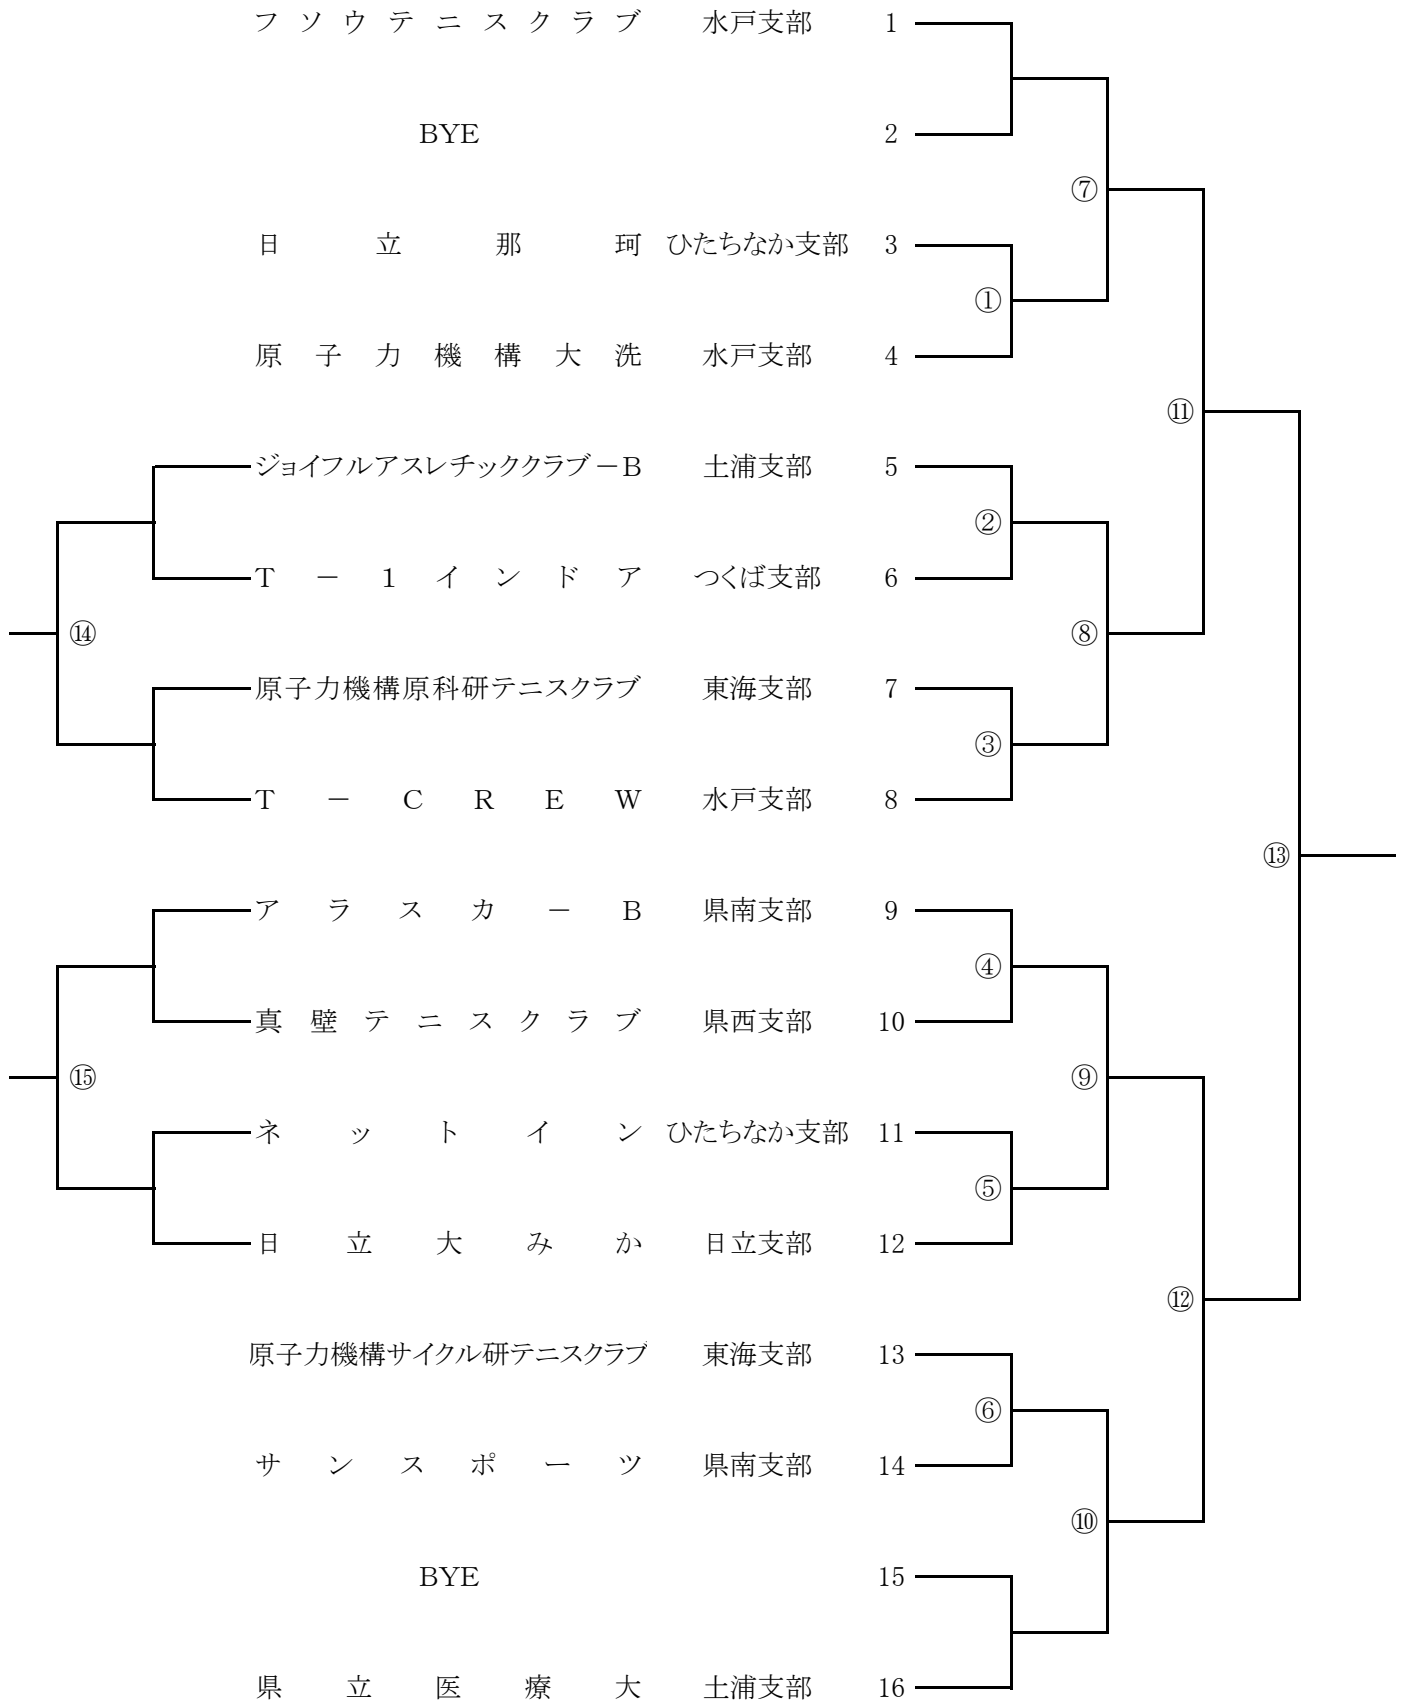 フソウテニスクラブ 水戸支部 1
BYE 2
⑦
日立那珂 ひたちなか支部 3
①
原子力機構大洗 水戸支部 4
⑪
ジョイフルアスレチッククラブ－B 土浦支部 5
②
T－1インドア つくば支部 6
⑭ ⑧
原子力機構原科研テニスクラブ 東海支部 7
③
T－CREW 水戸支部 8
⑬
アラスカ－B 県南支部 9
④
真壁テニスクラブ 県西支部 10
⑮ ⑨
ネットイン ひたちなか支部 11
⑤
日立大みか 日立支部 12
⑫
原子力機構サイクル研テニスクラブ 東海支部 13
⑥
サンスポーツ 県南支部 14
⑩
BYE 15
県立医療大 土浦支部 16